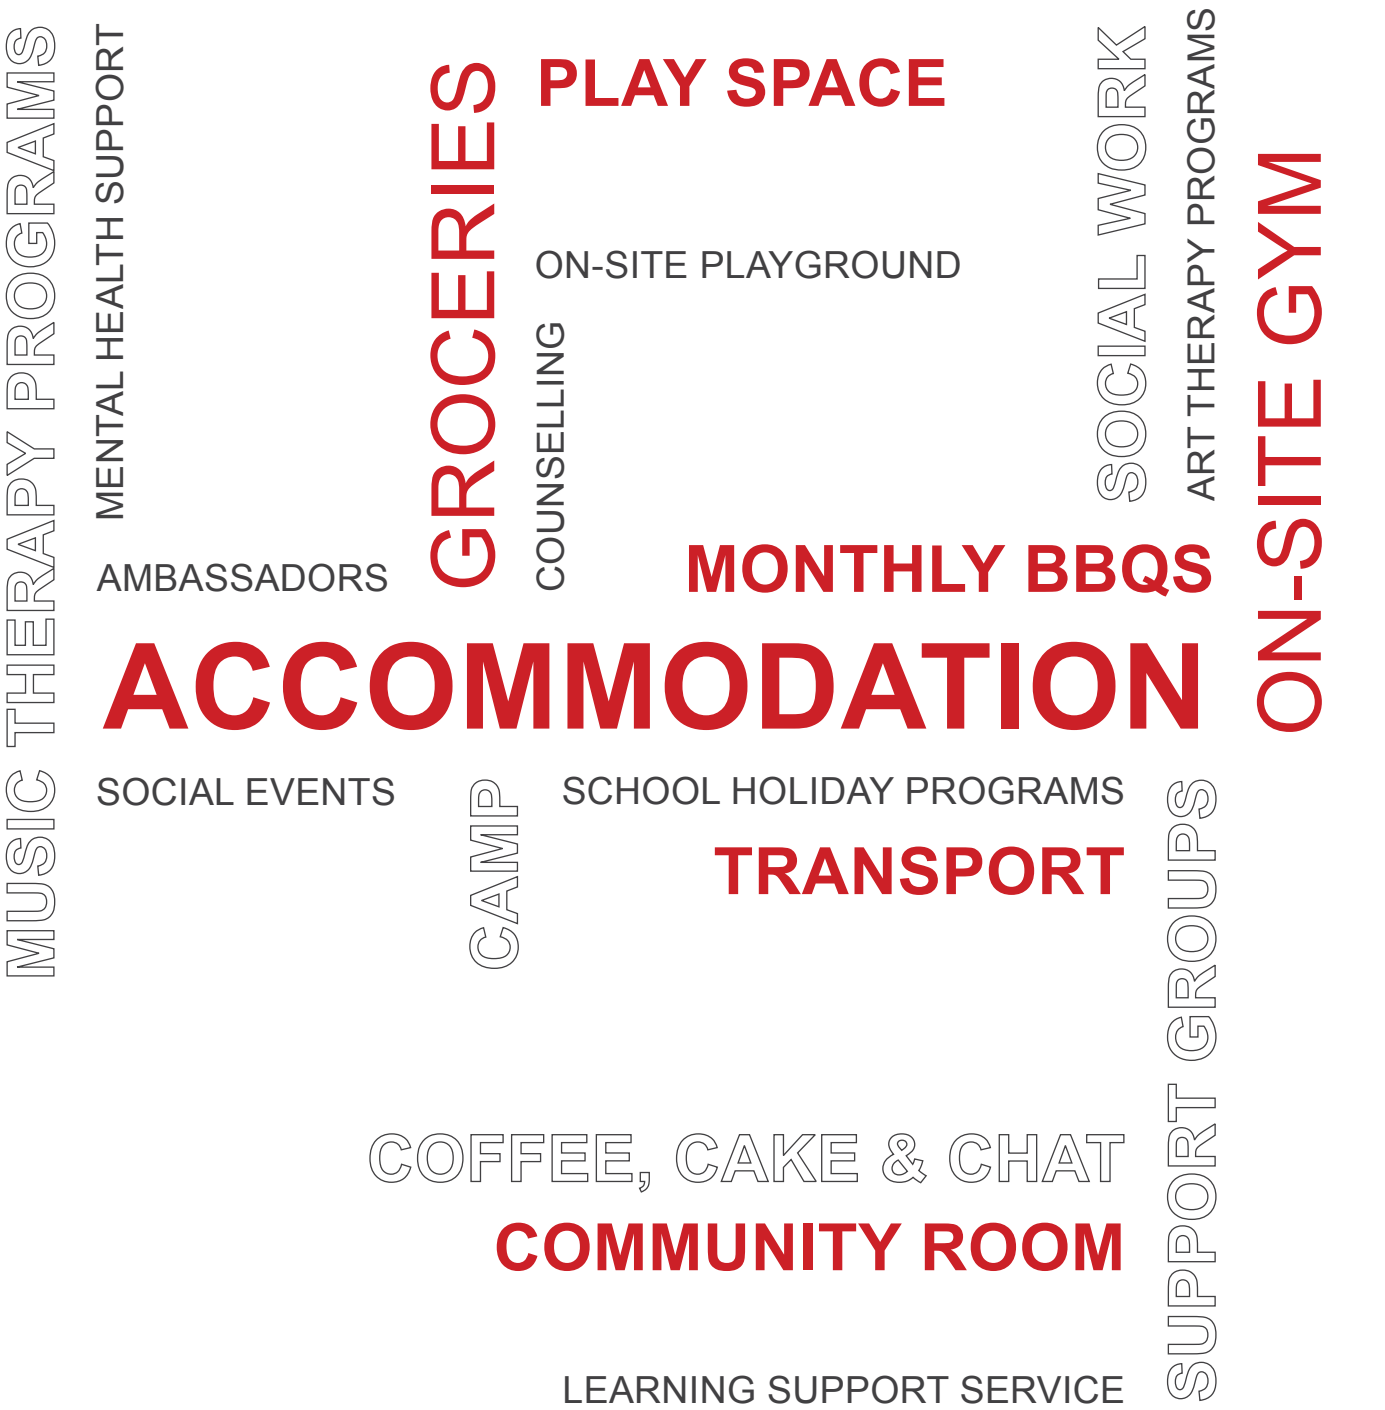 MUSIC THERAPY PROGRAMS
MENTAL HEALTH SUPPORT
GROCERIES
PLAY SPACE
ON-SITE PLAYGROUND
COUNSELLING
SOCIAL WORK
ART THERAPY PROGRAMS
ON-SITE GYM
AMBASSADORS
MONTHLY BBQS
ACCOMMODATION
SOCIAL EVENTS
CAMP
SCHOOL HOLIDAY PROGRAMS
TRANSPORT
SUPPORT GROUPS
COFFEE, CAKE & CHAT
COMMUNITY ROOM
LEARNING SUPPORT SERVICE